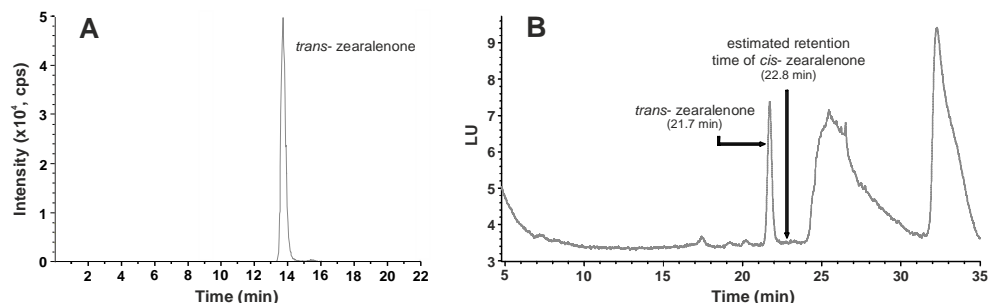 A
trans- zearalenone
Intensity (x10⁴, cps)
5
4
3
2
1
0
2 4 6 8 10 12 14 16 18 20 22
Time (min)
B
estimated retention
time of cis- zearalenone
(22.8 min)
trans- zearalenone
(21.7 min)
LU
9
8
7
6
5
4
3
5 10 15 20 25 30 35
Time (min)